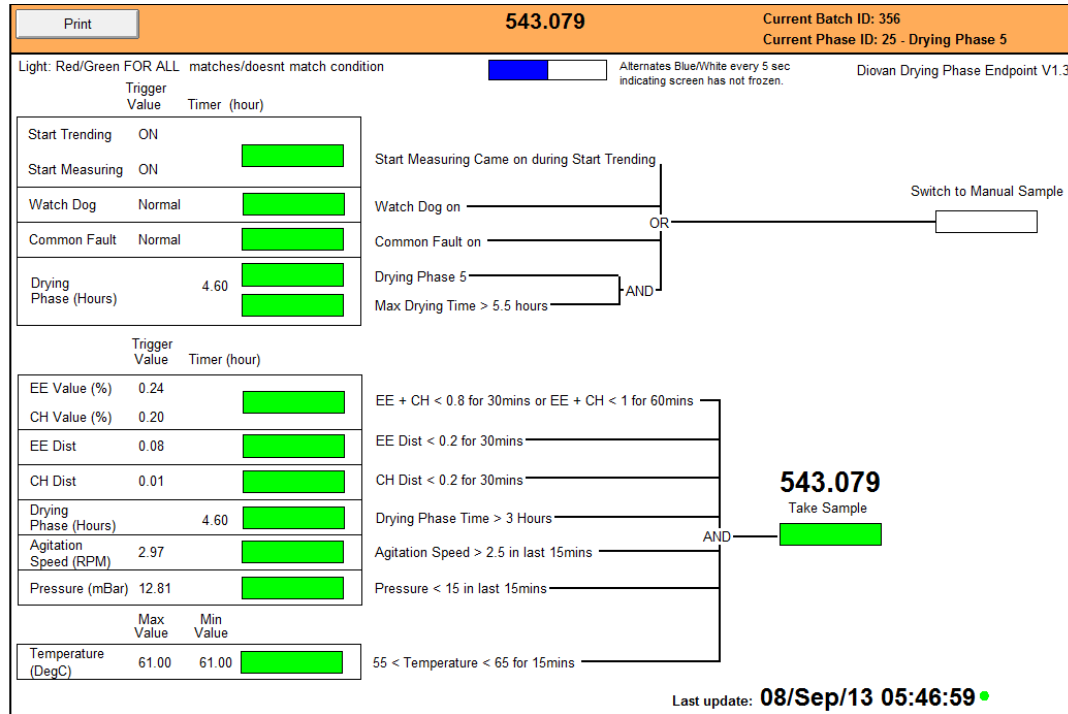 Print
543.079
Current Batch ID: 356
Current Phase ID: 25 - Drying Phase 5
Light: Red/Green FOR ALL matches/doesnt match condition
Alternates Blue/White every 5 sec
indicating screen has not frozen.
Diovan Drying Phase Endpoint V1.3
Trigger
Value Timer (hour)
Start Trending ON
Start Measuring ON
Watch Dog Normal
Common Fault Normal
Drying
Phase (Hours) 4.60
Start Measuring Came on during Start Trending
Watch Dog on
Common Fault on
Drying Phase 5
Max Drying Time > 5.5 hours
AND
OR
Switch to Manual Sample
Trigger
Value Timer (hour)
EE Value (%) 0.24
CH Value (%) 0.20
EE Dist 0.08
CH Dist 0.01
Drying
Phase (Hours) 4.60
Agitation
Speed (RPM) 2.97
Pressure (mBar) 12.81
Max
Value
Min
Value
Temperature
(DegC) 61.00 61.00
EE + CH < 0.8 for 30mins or EE + CH < 1 for 60mins
EE Dist < 0.2 for 30mins
CH Dist < 0.2 for 30mins
Drying Phase Time > 3 Hours
Agitation Speed > 2.5 in last 15mins
Pressure < 15 in last 15mins
55 < Temperature < 65 for 15mins
AND
543.079
Take Sample
Last update: 08/Sep/13 05:46:59